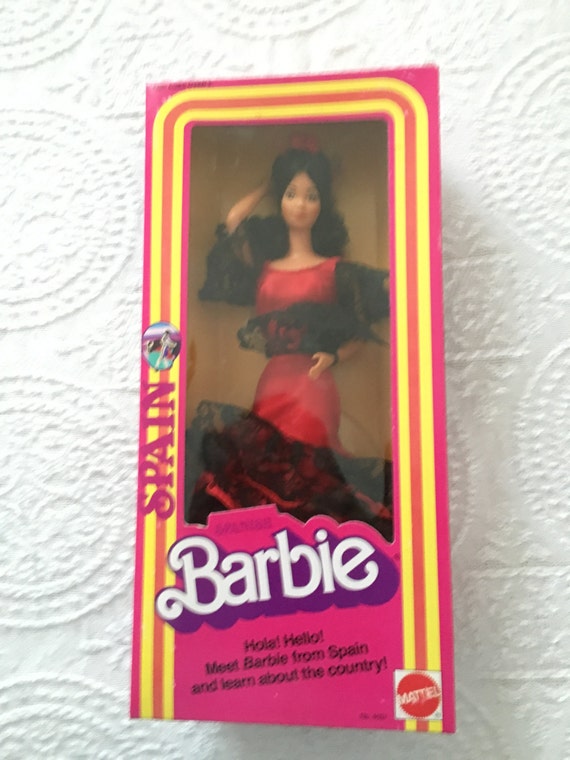 SPAIN
SPANISH
Barbie
Hola! Hello!
Meet Barbie from Spain
and learn about the country!
MATTEL